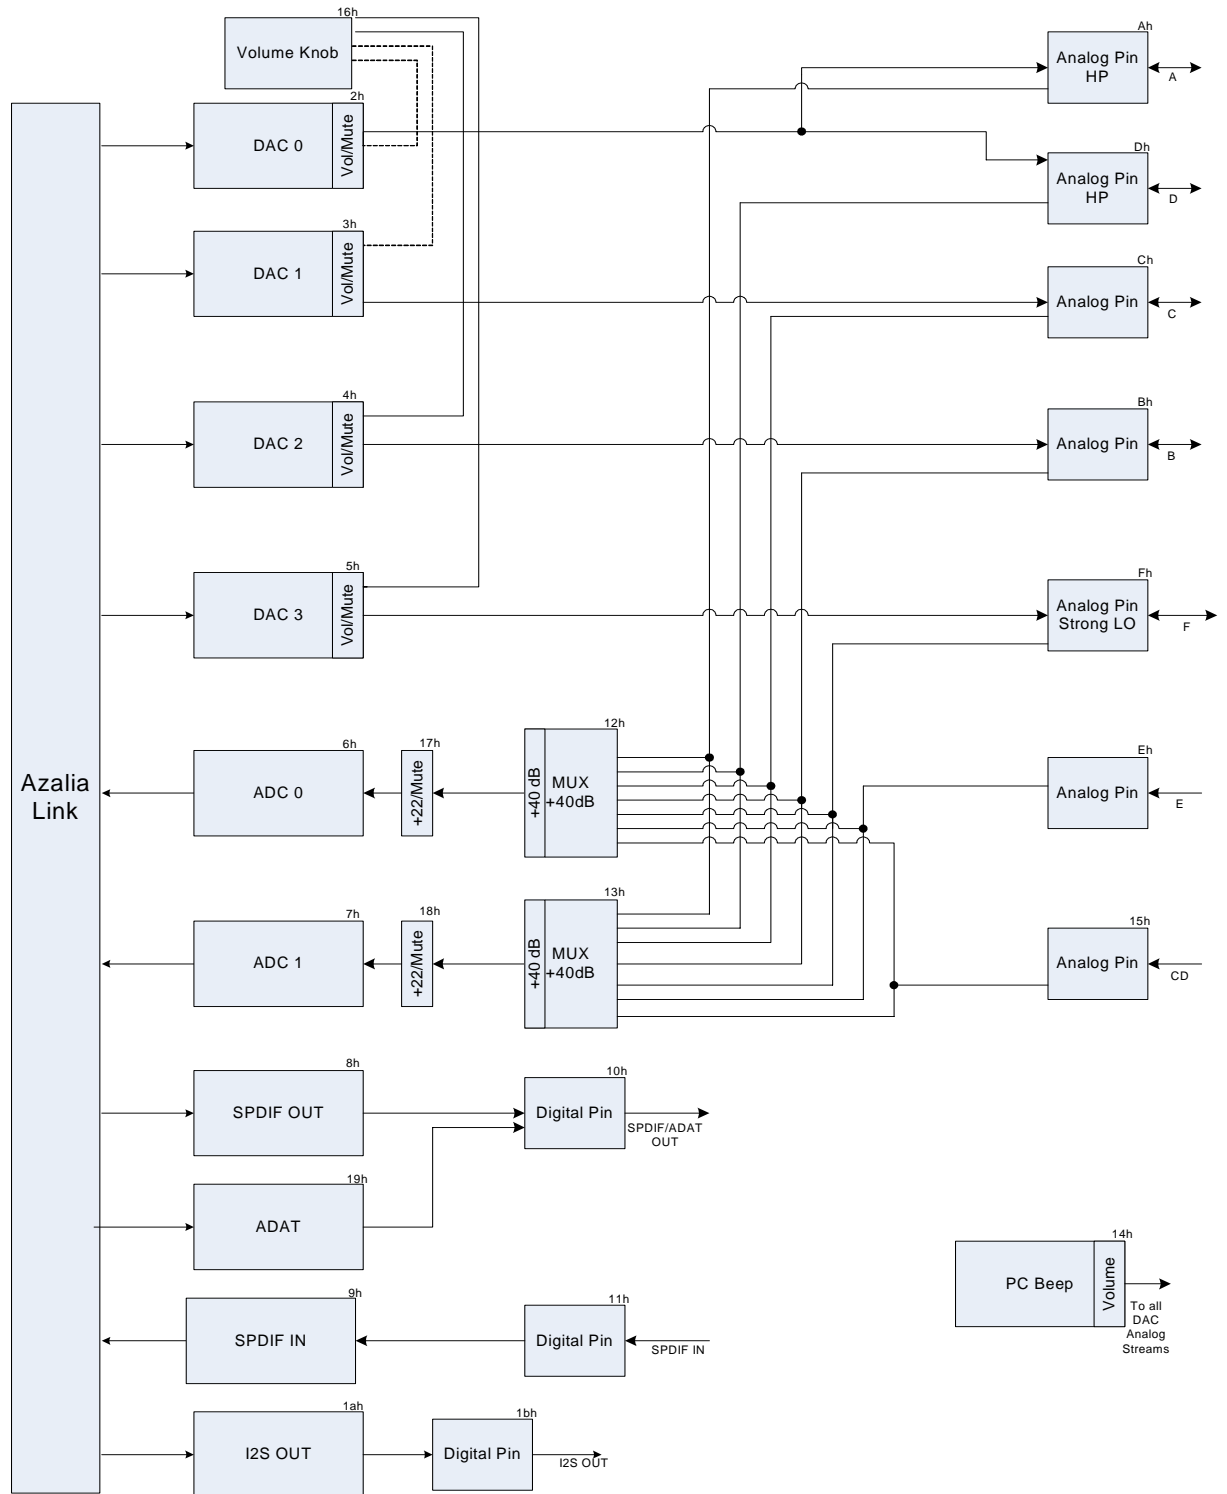 16h
Volume Knob
2h
DAC 0
Vol/Mute
3h
DAC 1
Vol/Mute
4h
DAC 2
Vol/Mute
5h
DAC 3
Vol/Mute
Azalia
Link
6h
ADC 0
17h
+22/Mute
12h
+40 dB
MUX
+40dB
7h
ADC 1
18h
+22/Mute
13h
+40 dB
MUX
+40dB
8h
SPDIF OUT
10h
Digital Pin
SPDIF/ADAT
OUT
19h
ADAT
9h
SPDIF IN
11h
Digital Pin
SPDIF IN
1ah
I2S OUT
1bh
Digital Pin
I2S OUT
Ah
Analog Pin
HP
A
Dh
Analog Pin
HP
D
Ch
Analog Pin
C
Bh
Analog Pin
B
Fh
Analog Pin
Strong LO
F
Eh
Analog Pin
E
15h
Analog Pin
CD
14h
PC Beep
Volume
To all
DAC
Analog
Streams